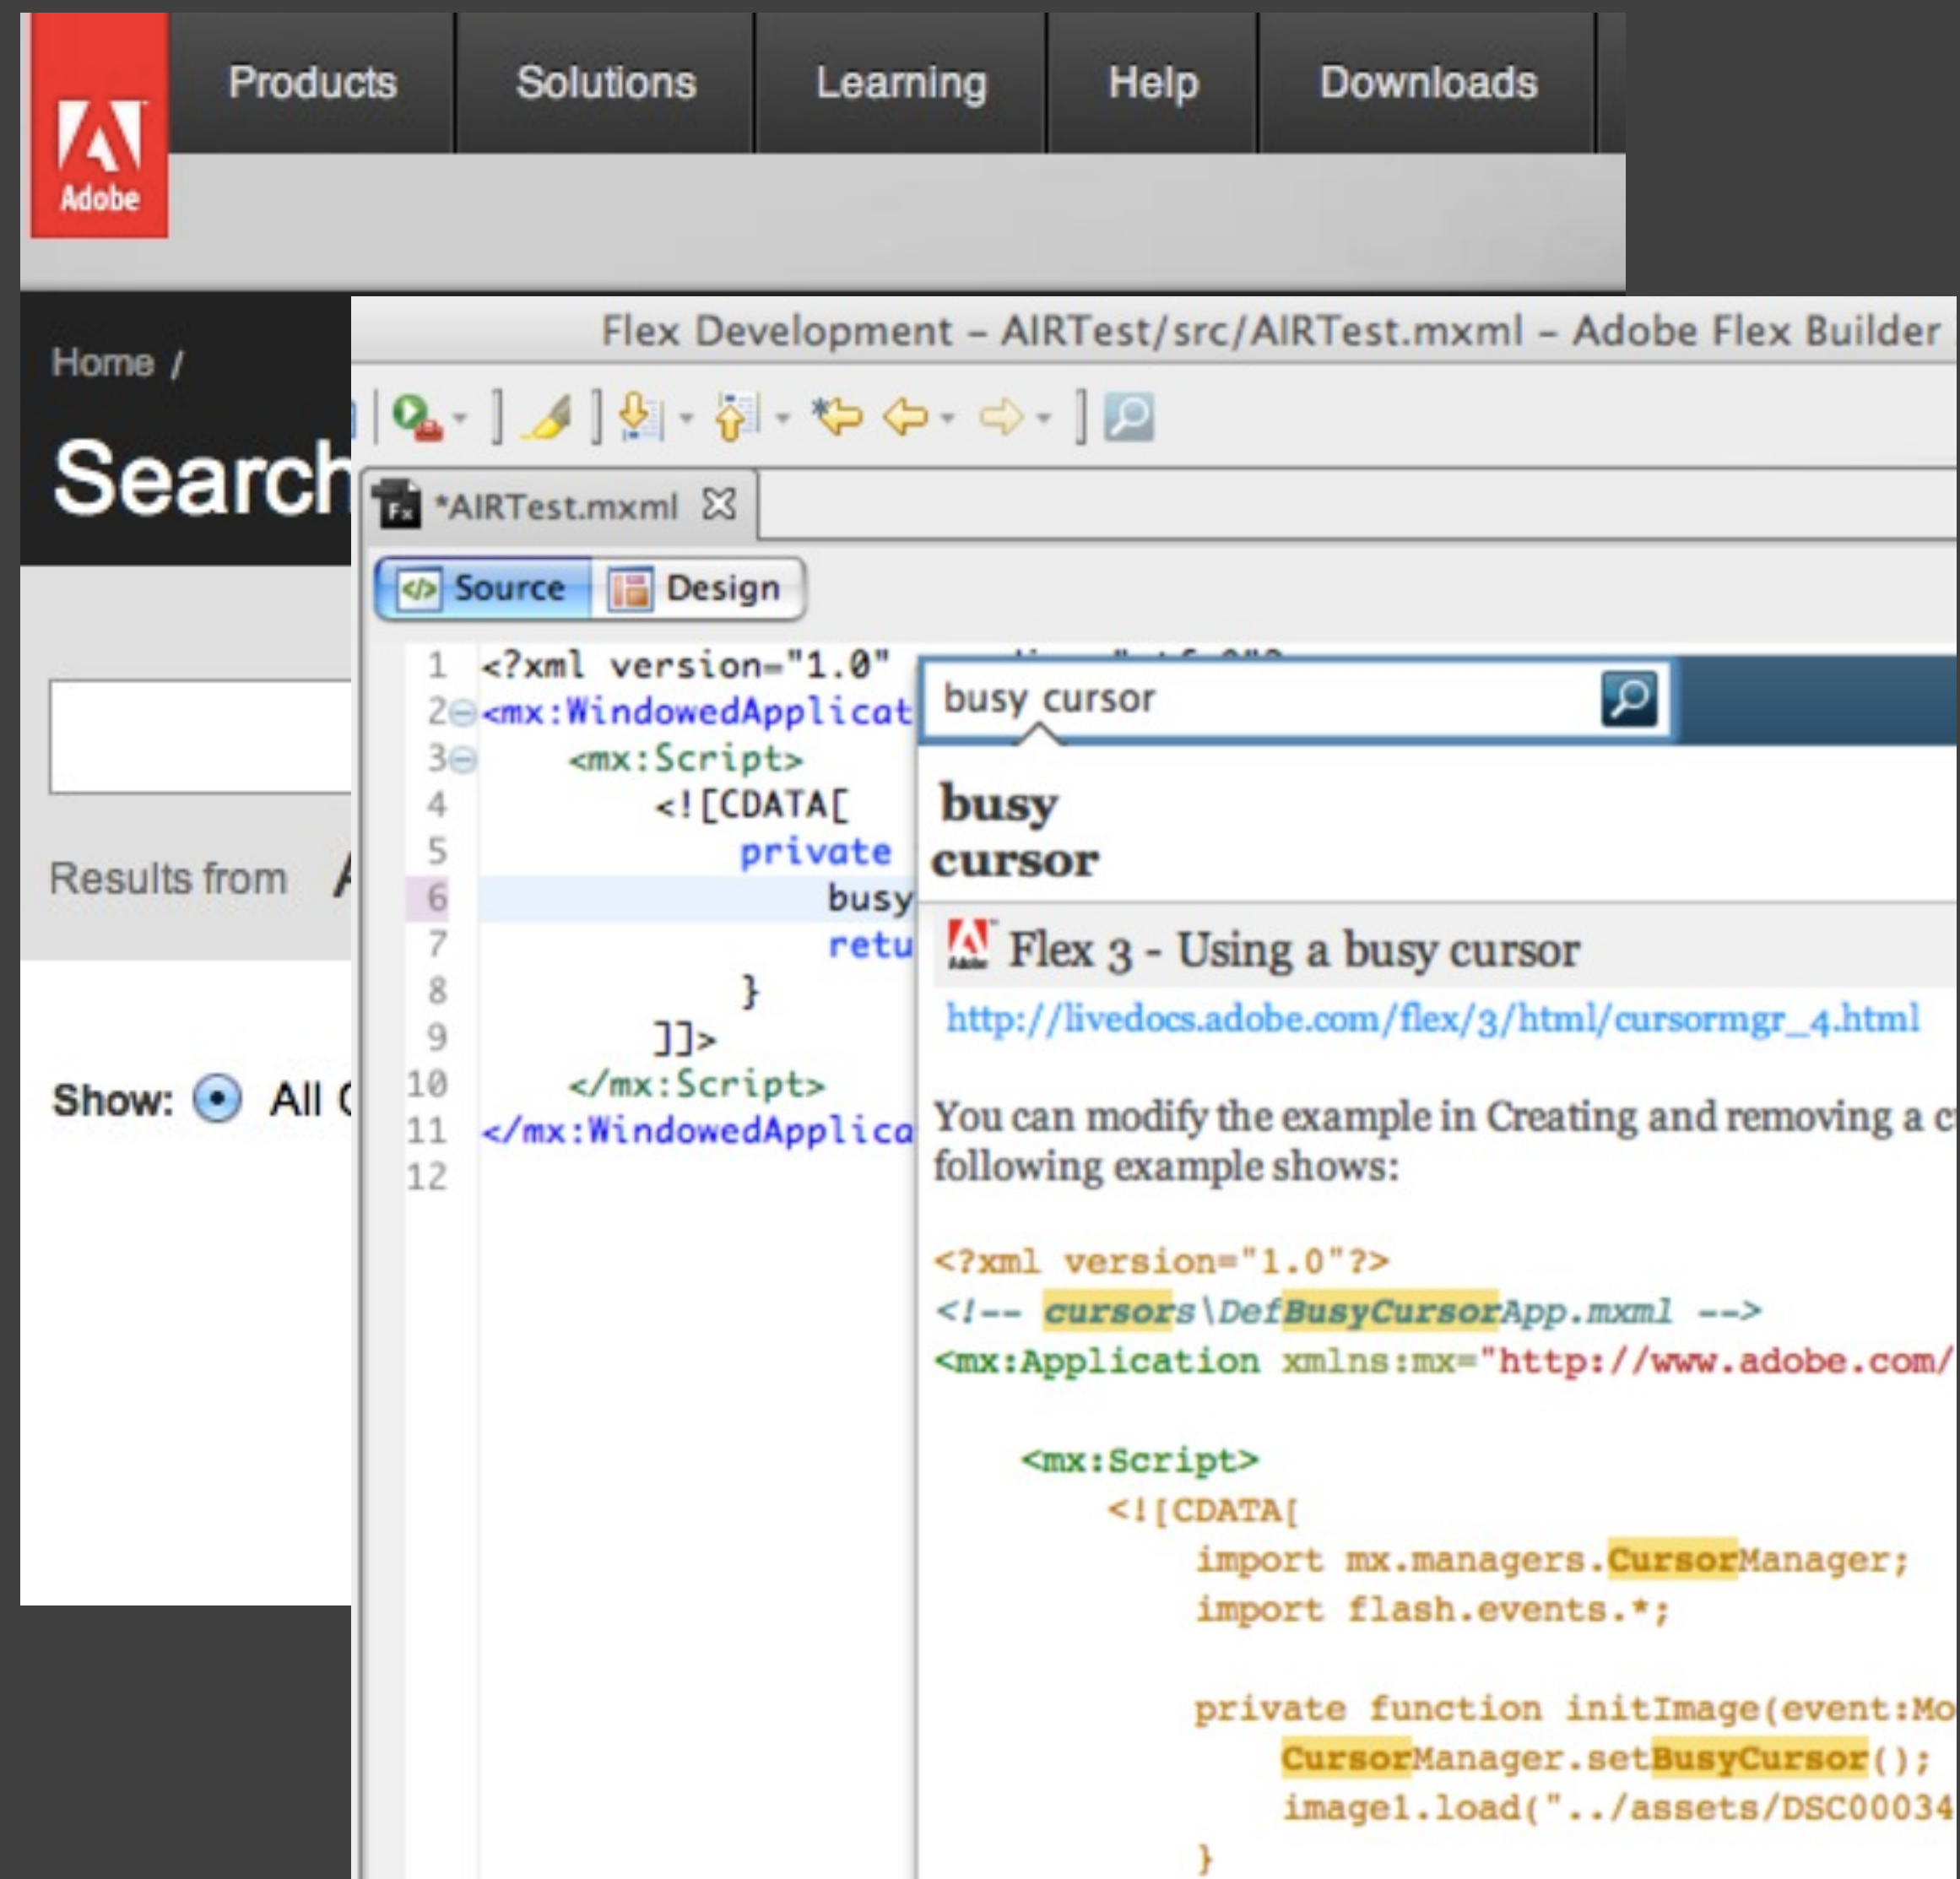 Products Solutions Learning Help Downloads
Adobe
Home /
Search
Results from
Show: All
Flex Development – AIRTest/src/AIRTest.mxml – Adobe Flex Builder
Fx *AIRTest.mxml
Source Design
1 <?xml version="1.0"
2 <mx:WindowedApplicat
3 <mx:Script>
4 <![CDATA[
5 private
6 busy
7 retu
8 }
9 ]]>
10 </mx:Script>
11 </mx:WindowedApplica
12
busy cursor
busy
cursor
Adobe Flex 3 - Using a busy cursor
http://livedocs.adobe.com/flex/3/html/cursormgr_4.html
You can modify the example in Creating and removing a c
following example shows:
<?xml version="1.0"?>
<!-- cursors\DefBusyCursorApp.mxml -->
<mx:Application xmlns:mx="http://www.adobe.com/
<mx:Script>
<![CDATA[
import mx.managers.CursorManager;
import flash.events.*;
private function initImage(event:Mo
CursorManager.setBusyCursor();
image1.load("../assets/DSC00034
}